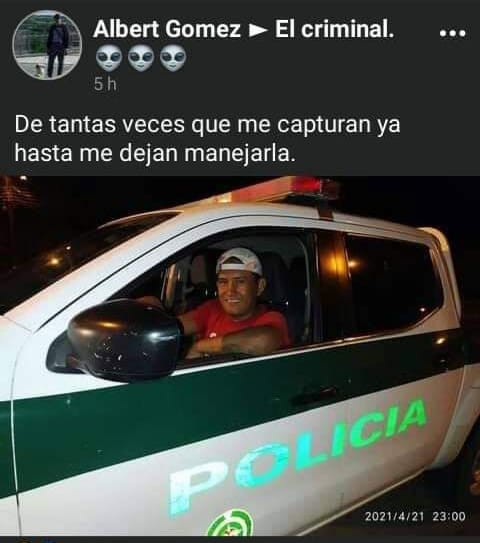 Albert Gomez ► El criminal.
👽👽👽
5 h
De tantas veces que me capturan ya
hasta me dejan manejarla.
POLICIA
2021/4/21 23:00